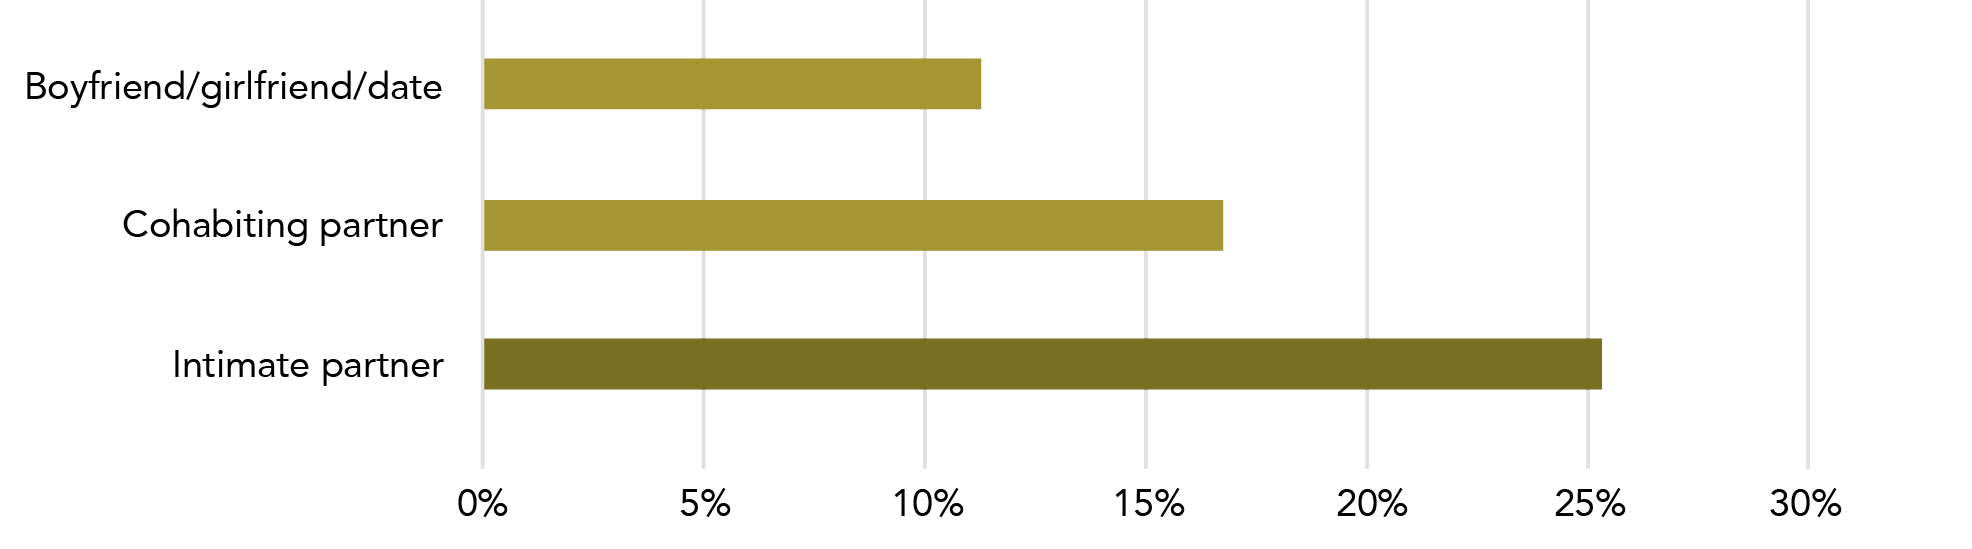 Boyfriend/girlfriend/date
Cohabiting partner
Intimate partner
0% 5% 10% 15% 20% 25% 30%